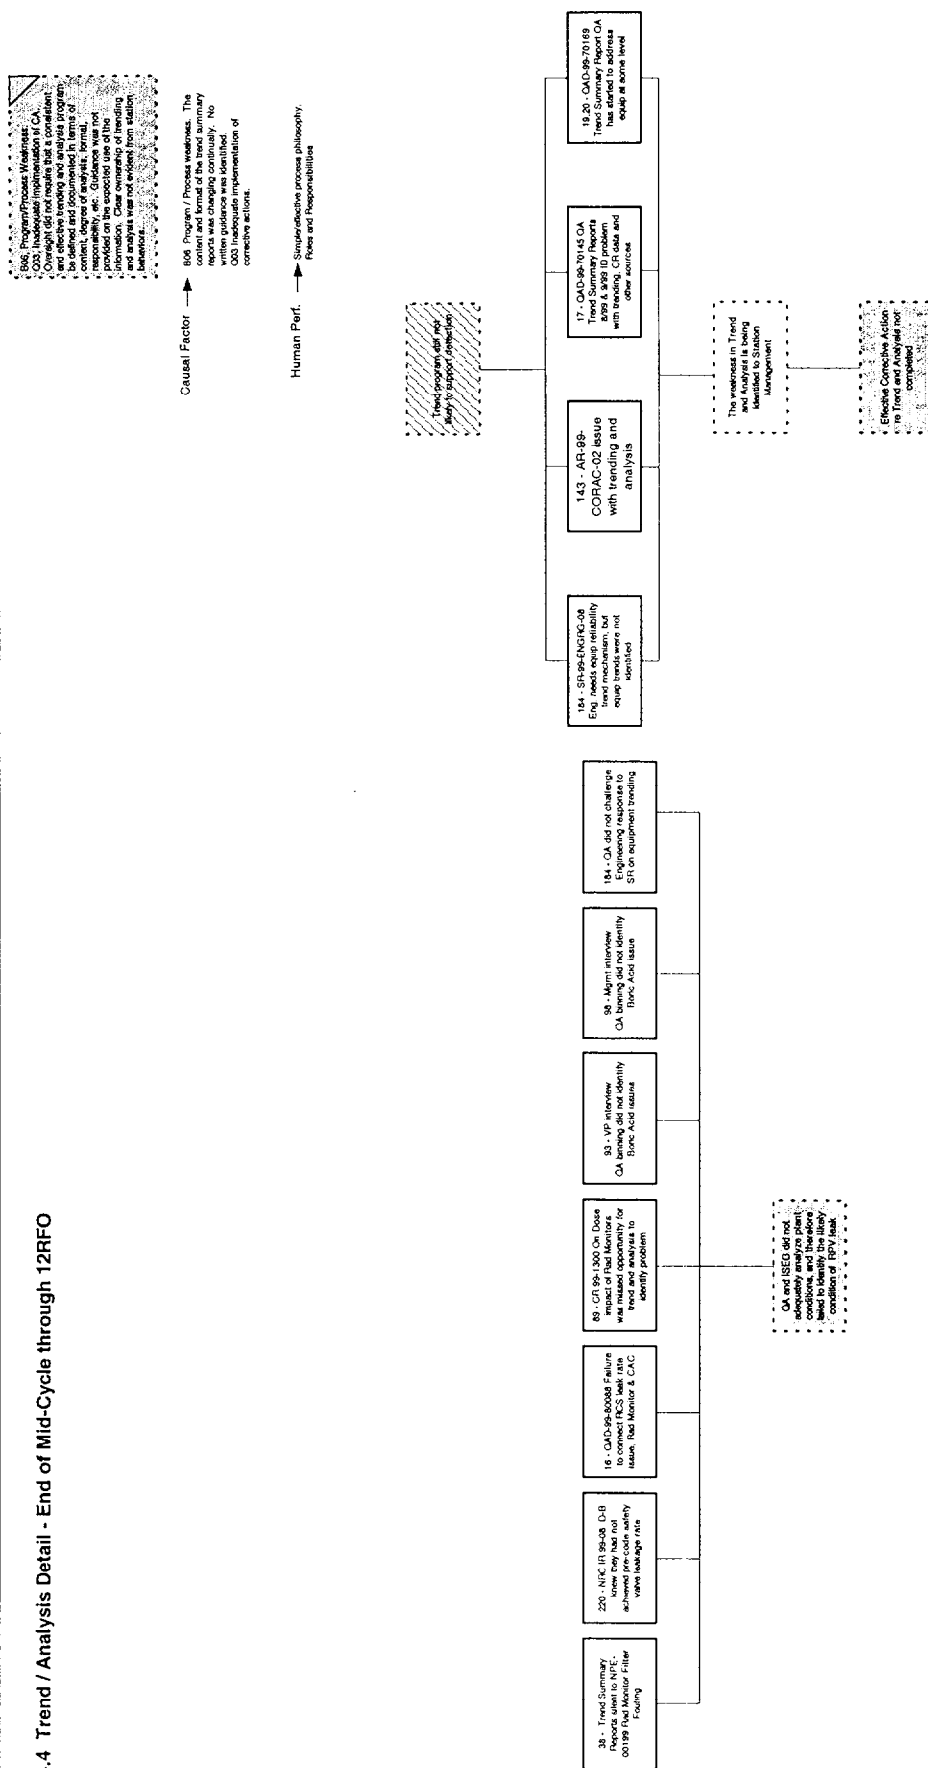 .4 Trend / Analysis Detail - End of Mid-Cycle through 12RFO
B06, Program/Process Weakness;
Q03, Inadequate Implmentation of CA,
Oversight did not require that a consistent
and effective trending and analysis program
be defined and documented in terms of
content, degree of analysis, format,
responsibility, etc. Guidance was not
provided on the expected use of the
information. Clear ownership of trending
and analysis was not evident from station
behaviors.
Causal Factor
B06 Program / Process weakness. The
content and format of the trend summary
reports was changing continually. No
written guidance was identified.
Q03 Inadequate implementation of
corrective actions.
Human Perf.
Simple/effective process philosophy.
Roles and Responsibilities
Trend program still not
likely to support detection
38 - Trend Summary
Reports silent to NPE-
00199 Rad Monitor Filter
Fouling
220 - NRC IR 99-08 D-B
knew they had not
achieved pre-code safety
valve leakage rate
16 - QAD-99-80088 Failure
to connect RCS leak rate
issue, Rad Monitor & CAC
89 - CR 99-1300 On Dose
impact of Rad Monitors
was missed opportunity for
trend and analysis to
identify problem
93 - VP interview
QA binning did not identify
Boric Acid issues
98 - Mgmt interview
QA binning did not identify
Boric Acid issue
184 - QA did not challenge
Engineering response to
SR on equipment trending
184 - SR-99-ENGRG-08
Eng. needs equip reliability
trend mechanism, but
equip trends were not
identified
143 - AR-99-
CORAC-02 issue
with trending and
analysis
17 - QAD-99-70145 QA
Trend Summary Reports
8/99 & 9/99 ID problem
with trending, CR data and
other sources
19,20 - QAD-99-70169
Trend Summary Report QA
has started to address
equip at some level
QA and ISEG did not
adequately analyze plant
conditions, and therefore
failed to identify the likely
condition of RPV leak
The weakness in Trend
and Analysis is being
Identified to Station
Management
Effective Corrective Action
re Trend and Analysis not
completed